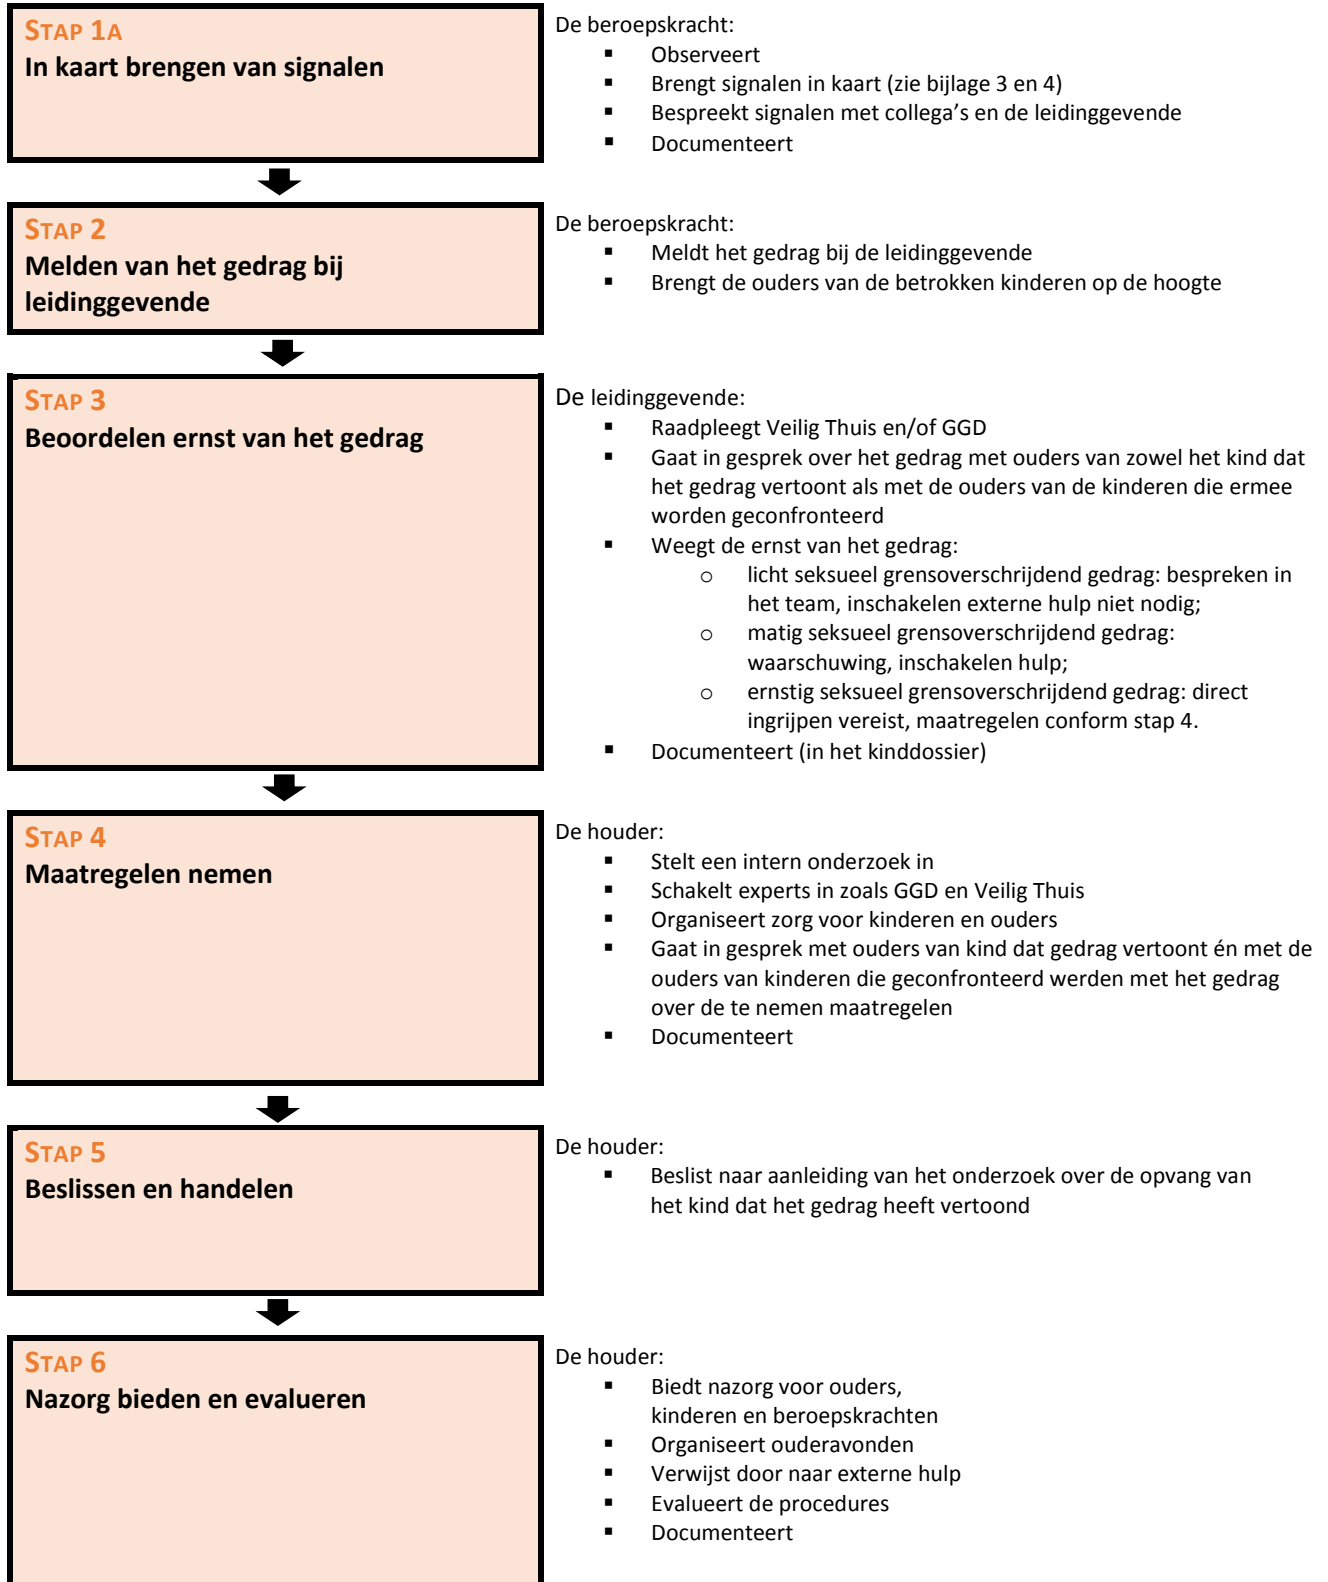 STAP 1A
In kaart brengen van signalen
De beroepskracht:
▪ Observeert
▪ Brengt signalen in kaart (zie bijlage 3 en 4)
▪ Bespreekt signalen met collega’s en de leidinggevende
▪ Documenteert
STAP 2
Melden van het gedrag bij
leidinggevende
De beroepskracht:
▪ Meldt het gedrag bij de leidinggevende
▪ Brengt de ouders van de betrokken kinderen op de hoogte
STAP 3
Beoordelen ernst van het gedrag
De leidinggevende:
▪ Raadpleegt Veilig Thuis en/of GGD
▪ Gaat in gesprek over het gedrag met ouders van zowel het kind dat
het gedrag vertoont als met de ouders van de kinderen die ermee
worden geconfronteerd
▪ Weegt de ernst van het gedrag:
o licht seksueel grensoverschrijdend gedrag: bespreken in
het team, inschakelen externe hulp niet nodig;
o matig seksueel grensoverschrijdend gedrag:
waarschuwing, inschakelen hulp;
o ernstig seksueel grensoverschrijdend gedrag: direct
ingrijpen vereist, maatregelen conform stap 4.
▪ Documenteert (in het kinddossier)
STAP 4
Maatregelen nemen
De houder:
▪ Stelt een intern onderzoek in
▪ Schakelt experts in zoals GGD en Veilig Thuis
▪ Organiseert zorg voor kinderen en ouders
▪ Gaat in gesprek met ouders van kind dat gedrag vertoont én met de
ouders van kinderen die geconfronteerd werden met het gedrag
over de te nemen maatregelen
▪ Documenteert
STAP 5
Beslissen en handelen
De houder:
▪ Beslist naar aanleiding van het onderzoek over de opvang van
het kind dat het gedrag heeft vertoond
STAP 6
Nazorg bieden en evalueren
De houder:
▪ Biedt nazorg voor ouders,
kinderen en beroepskrachten
▪ Organiseert ouderavonden
▪ Verwijst door naar externe hulp
▪ Evalueert de procedures
▪ Documenteert